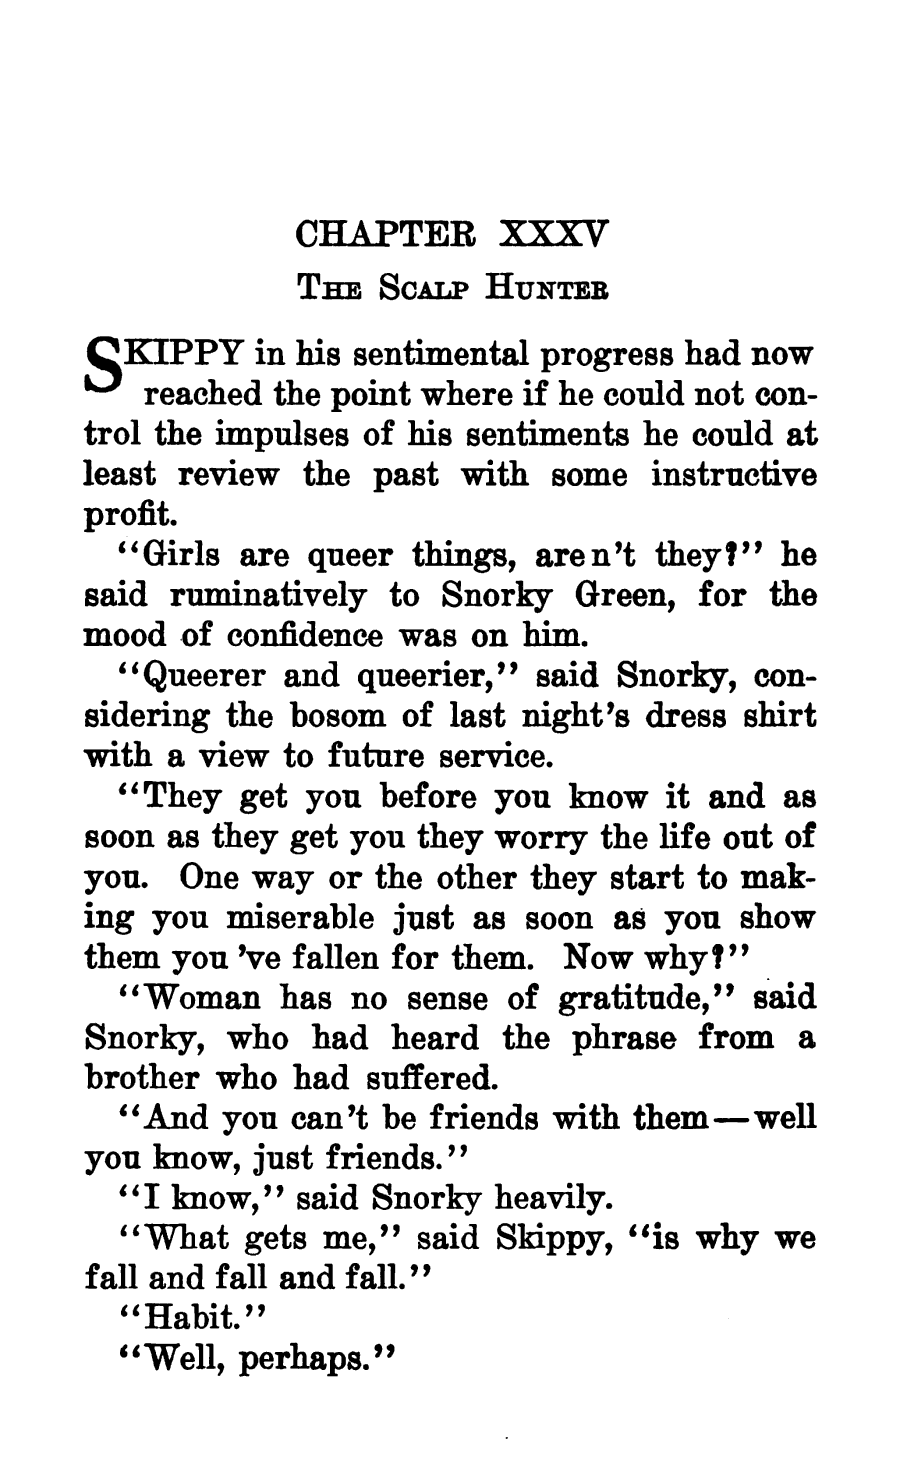 CHAPTER XXXV
The Scalp Hunter
SKIPPY in his sentimental progress had now
reached the point where if he could not con-
trol the impulses of his sentiments he could at
least review the past with some instructive
profit.
"Girls are queer things, aren't they?" he
said ruminatively to Snorky Green, for the
mood of confidence was on him.
"Queerer and queerier," said Snorky, con-
sidering the bosom of last night's dress shirt
with a view to future service.
"They get you before you know it and as
soon as they get you they worry the life out of
you. One way or the other they start to mak-
ing you miserable just as soon as you show
them you 've fallen for them. Now why?"
"Woman has no sense of gratitude," said
Snorky, who had heard the phrase from a
brother who had suffered.
"And you can't be friends with them—well
you know, just friends."
"I know," said Snorky heavily.
"What gets me," said Skippy, "is why we
fall and fall and fall."
"Habit."
"Well, perhaps."